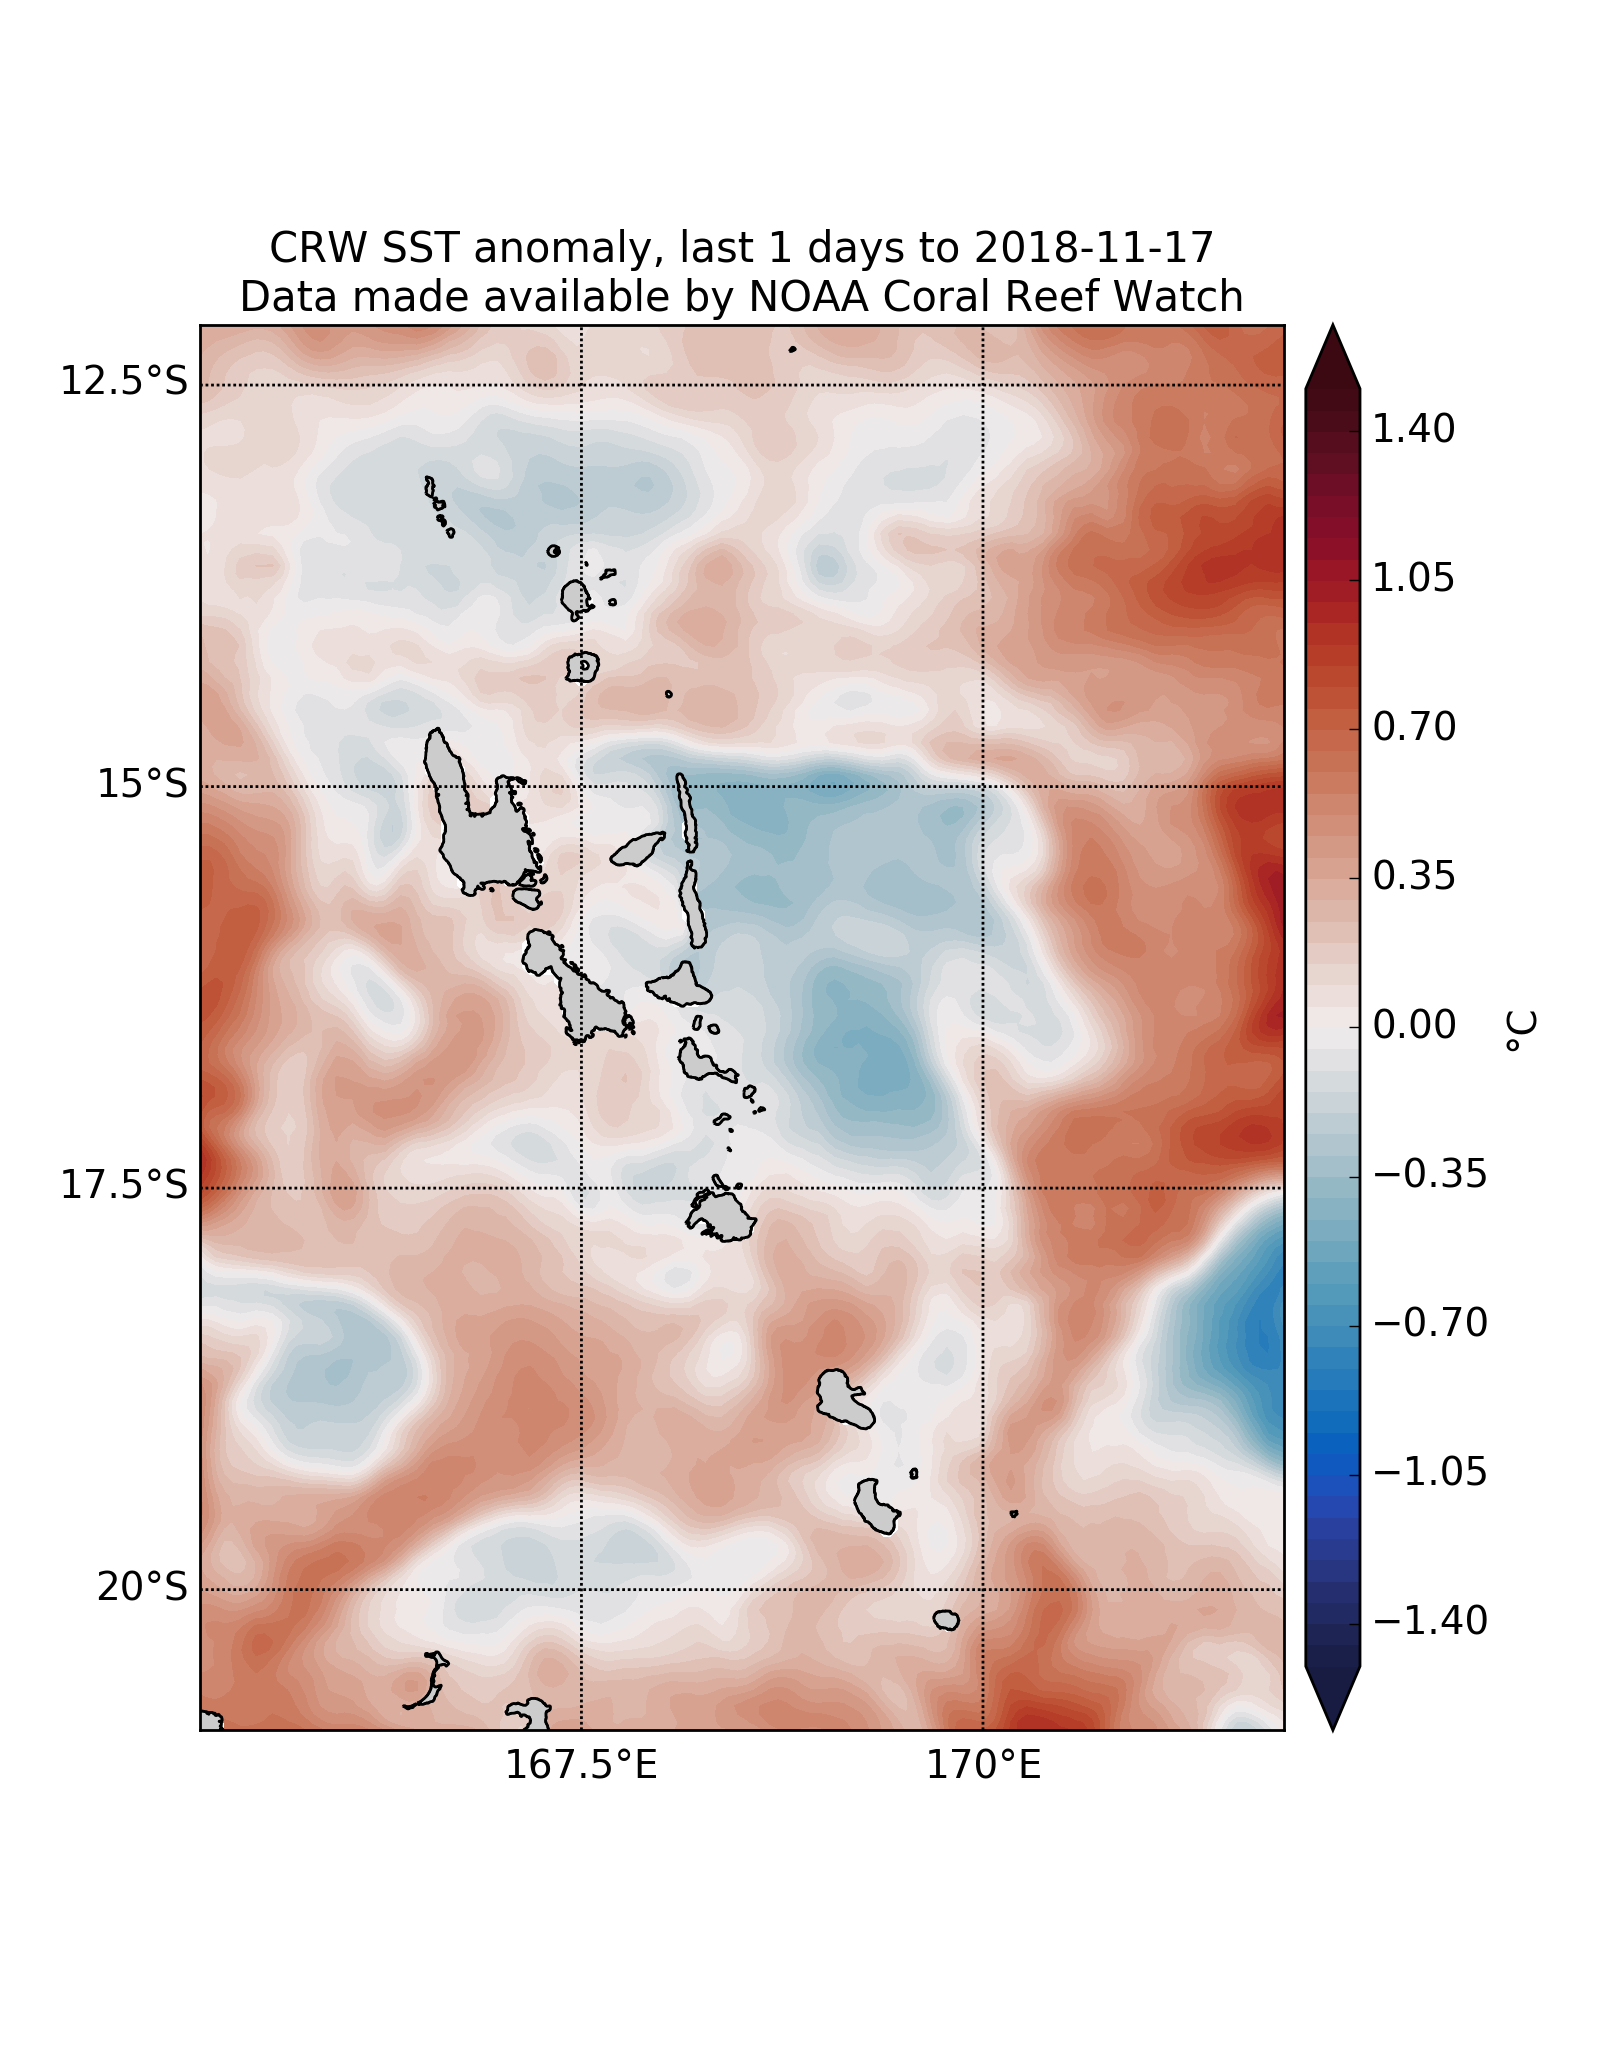 CRW SST anomaly, last 1 days to 2018-11-17
Data made available by NOAA Coral Reef Watch
12.5°S
15°S
17.5°S
20°S
167.5°E
170°E
1.40
1.05
0.70
0.35
0.00
−0.35
−0.70
−1.05
−1.40
°C